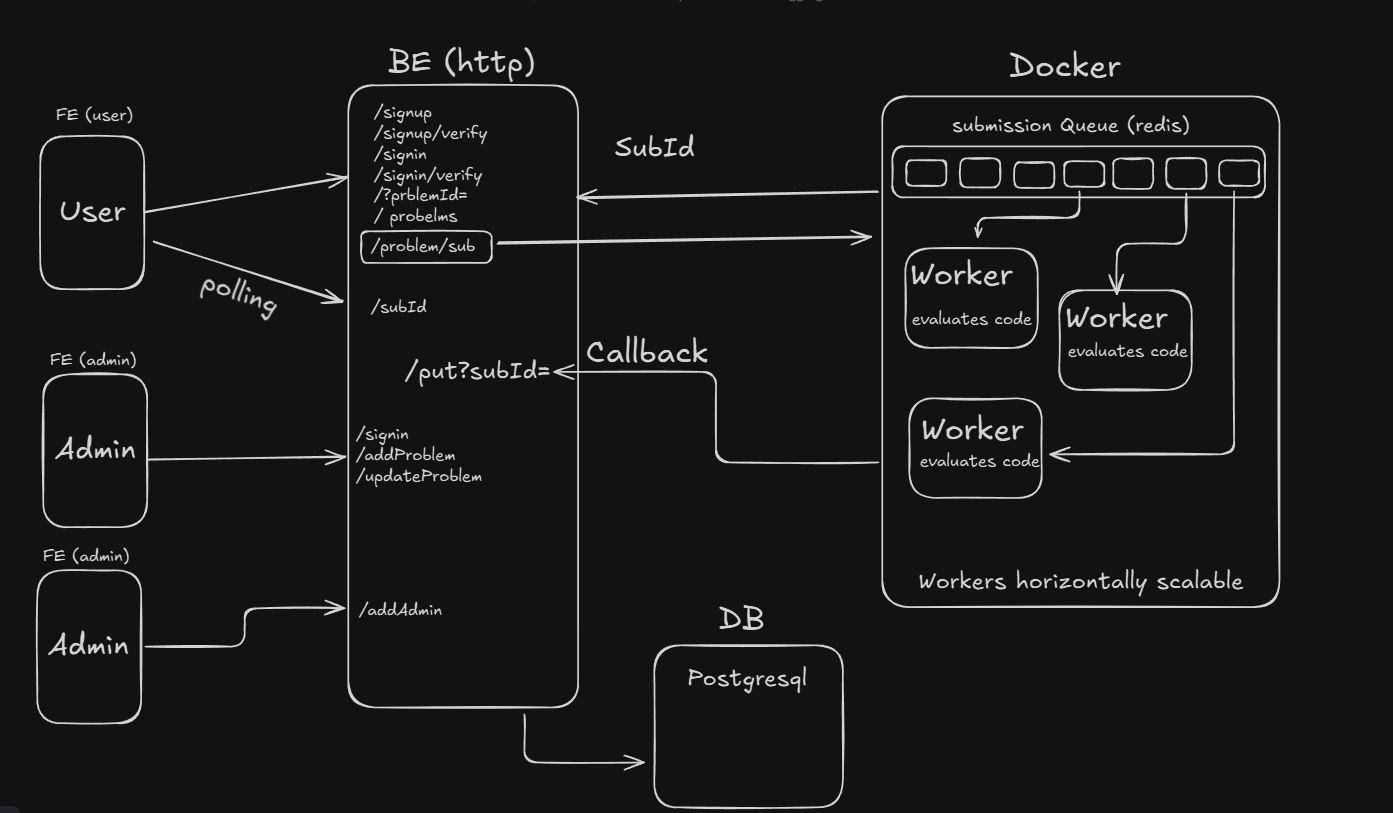 BE (http)
Docker
FE (user)
User
polling
/signup
/signup/verify
/signin
/signin/verify
/?prblemId=
/ probelms
/problem/sub
/subId
/put?subId=
/signin
/addProblem
/updateProblem
/addAdmin
SubId
Callback
submission Queue (redis)
Worker
evaluates code
Worker
evaluates code
Worker
evaluates code
Workers horizontally scalable
FE (admin)
Admin
FE (admin)
Admin
DB
Postgresql